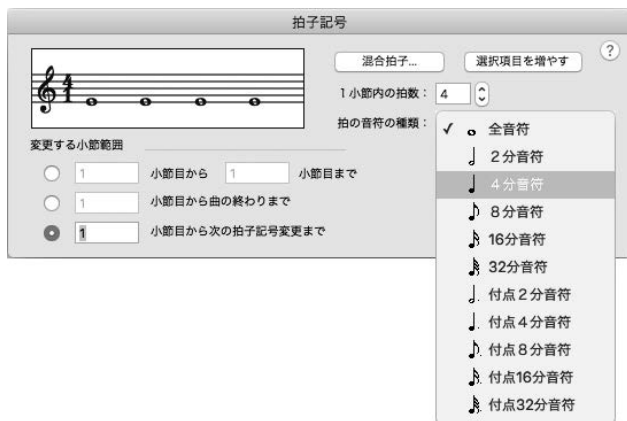 拍子記号
混合拍子...
選択項目を増やす
?
1小節内の拍数：
4
拍の音符の種類：
4
1
変更する小節範囲
1
小節目から
1
小節目まで
1
小節目から曲の終わりまで
1
小節目から次の拍子記号変更まで
✓ 全音符
2分音符
4分音符
8分音符
16分音符
32分音符
付点2分音符
付点4分音符
付点8分音符
付点16分音符
付点32分音符